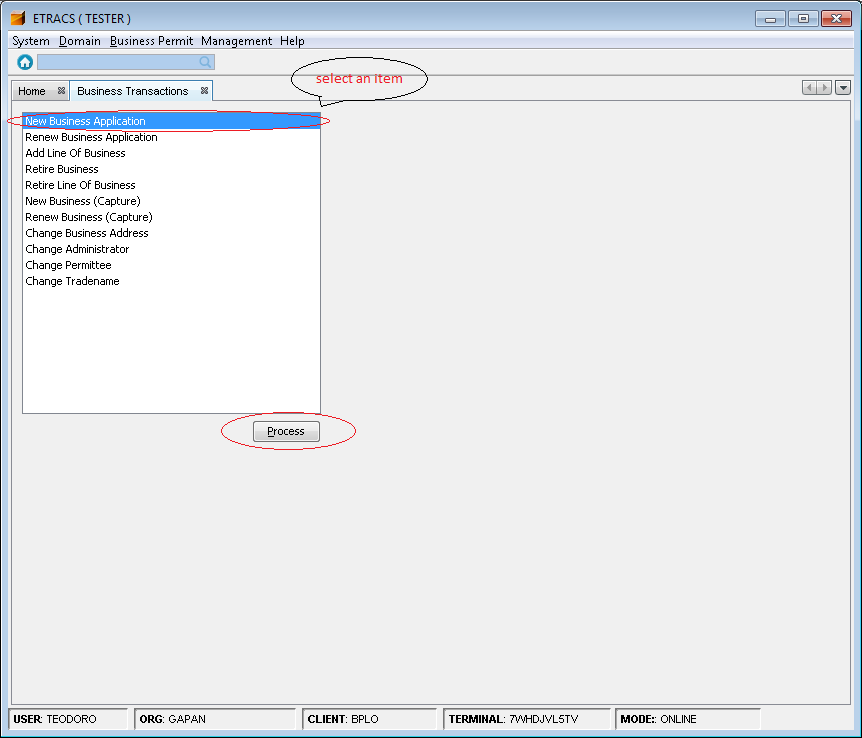 ETRACS ( TESTER )
System Domain Business Permit Management Help
select an item
Home Business Transactions
New Business Application
Renew Business Application
Add Line Of Business
Retire Business
Retire Line Of Business
New Business (Capture)
Renew Business (Capture)
Change Business Address
Change Administrator
Change Permittee
Change Tradename
Process
USER: TEODORO ORG: GAPAN CLIENT: BPLO TERMINAL: 7WHDJVL5TV MODE:: ONLINE